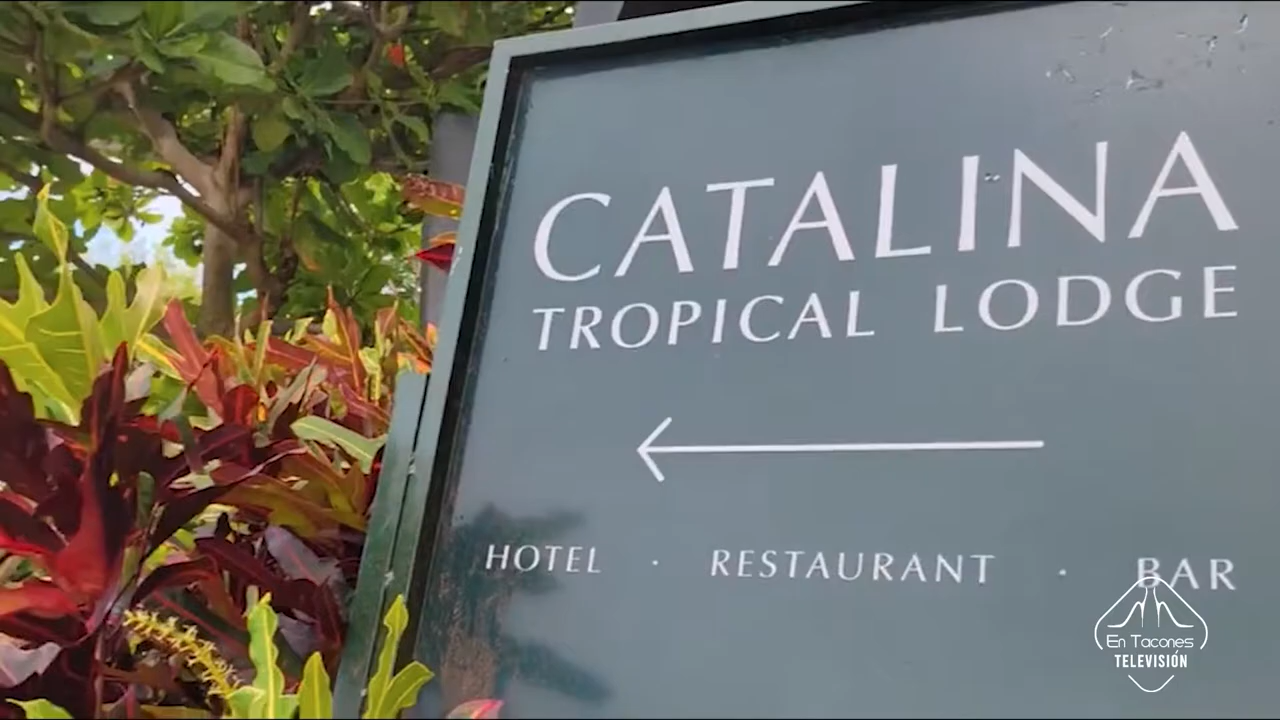 CATALINA
TROPICAL LODGE
HOTEL · RESTAURANT · BAR
En Tacones
TELEVISIÓN